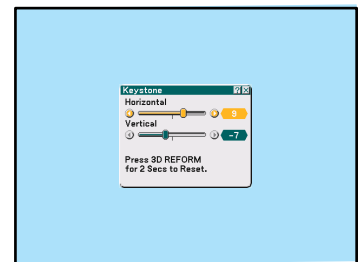 Keystone
Horizontal
9
Vertical
-7
Press 3D REFORM
for 2 Secs to Reset.